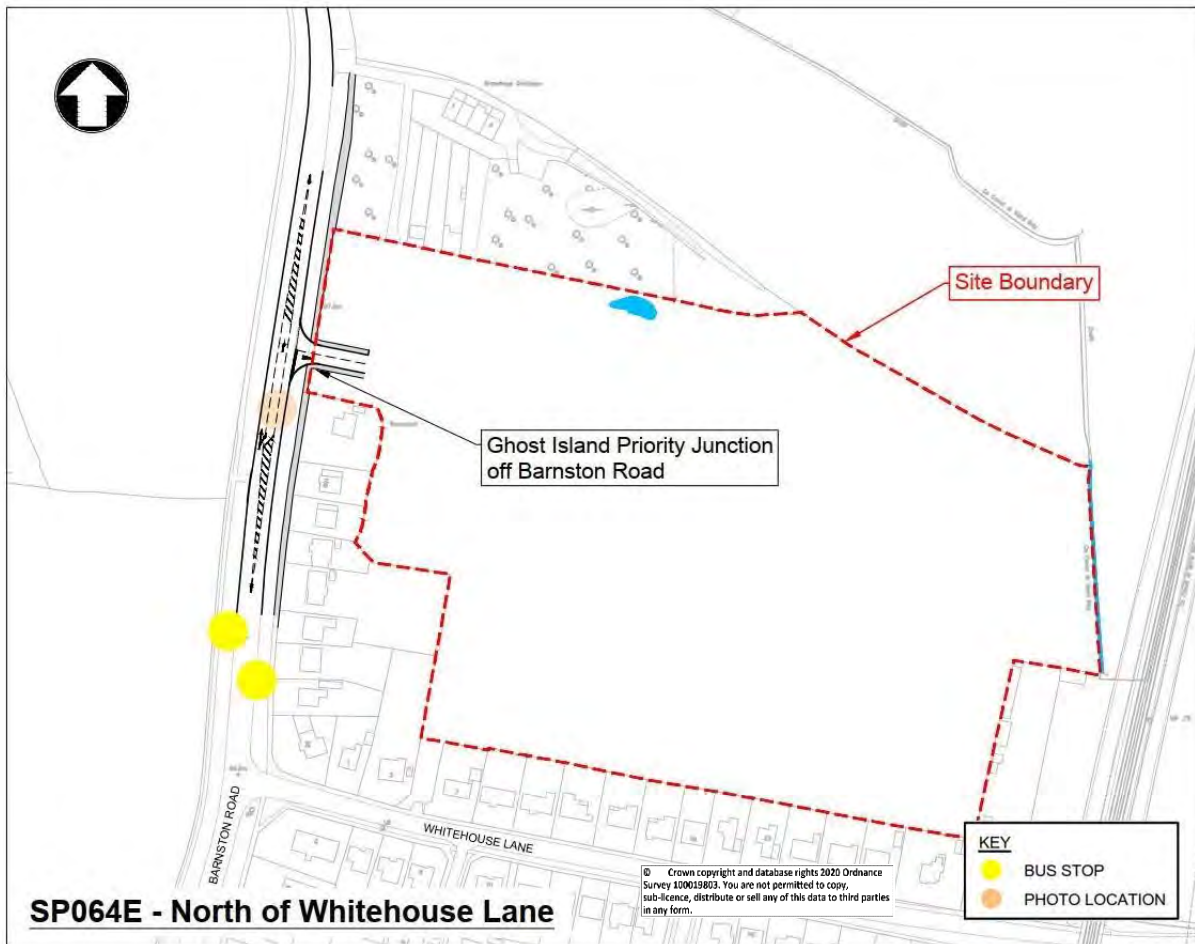 Site Boundary
Ghost Island Priority Junction
off Barnston Road
BARNSTON ROAD
WHITEHOUSE LANE
© Crown copyright and database rights 2020 Ordnance
Survey 100019803. You are not permitted to copy,
sub-licence, distribute or sell any of this data to third parties
in any form.
KEY
BUS STOP
PHOTO LOCATION
SP064E - North of Whitehouse Lane